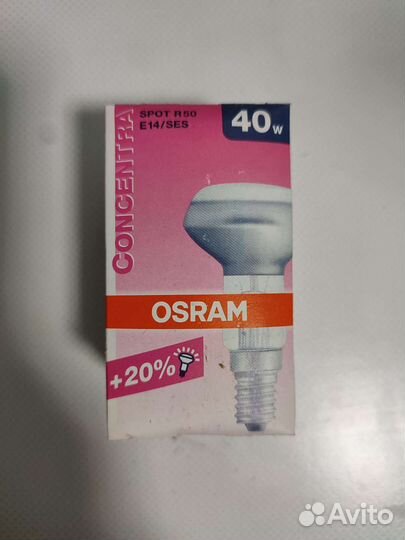 CONCENTRA
SPOT R50
E14/SES
40W
OSRAM
+20%
Avito